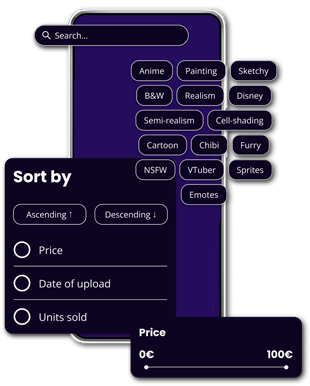 Search...
Anime Painting Sketchy
B&W Realism Disney
Semi-realism Cell-shading
Cartoon Chibi Furry
NSFW VTuber Sprites
Emotes
Sort by
Ascending ↑ Descending ↓
Price
Date of upload
Units sold
Price
0€ 100€